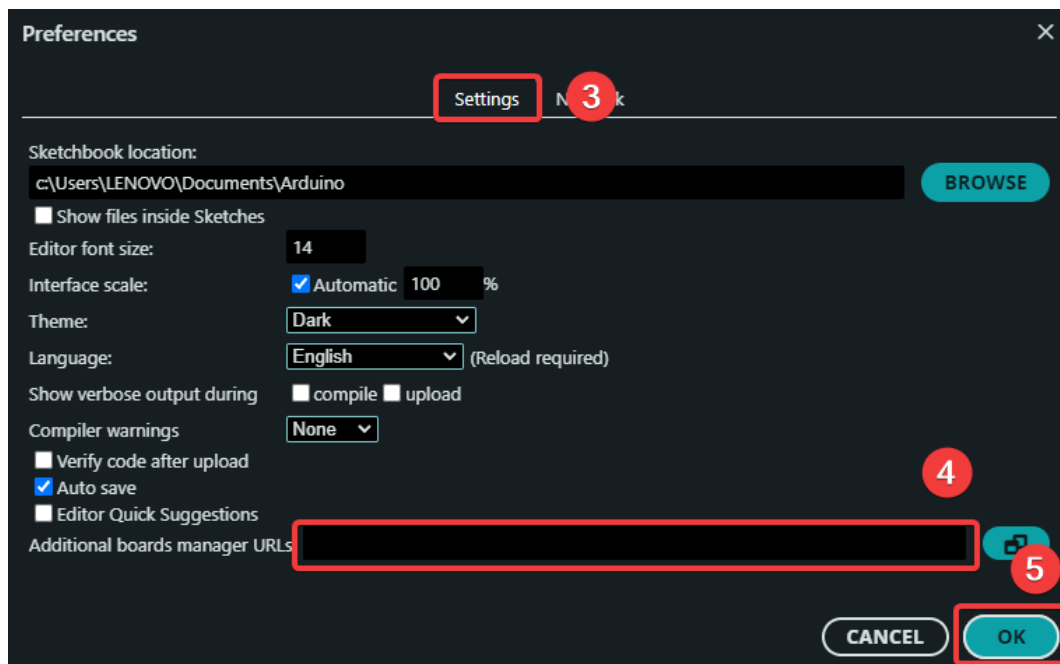 Preferences
Settings
3
Sketchbook location:
c:\Users\LENOVO\Documents\Arduino
BROWSE
Show files inside Sketches
Editor font size:
14
Interface scale:
Automatic 100 %
Theme:
Dark
Language:
English (Reload required)
Show verbose output during
compile upload
Compiler warnings
None
Verify code after upload
4
Auto save
Editor Quick Suggestions
Additional boards manager URLs
5
CANCEL
OK